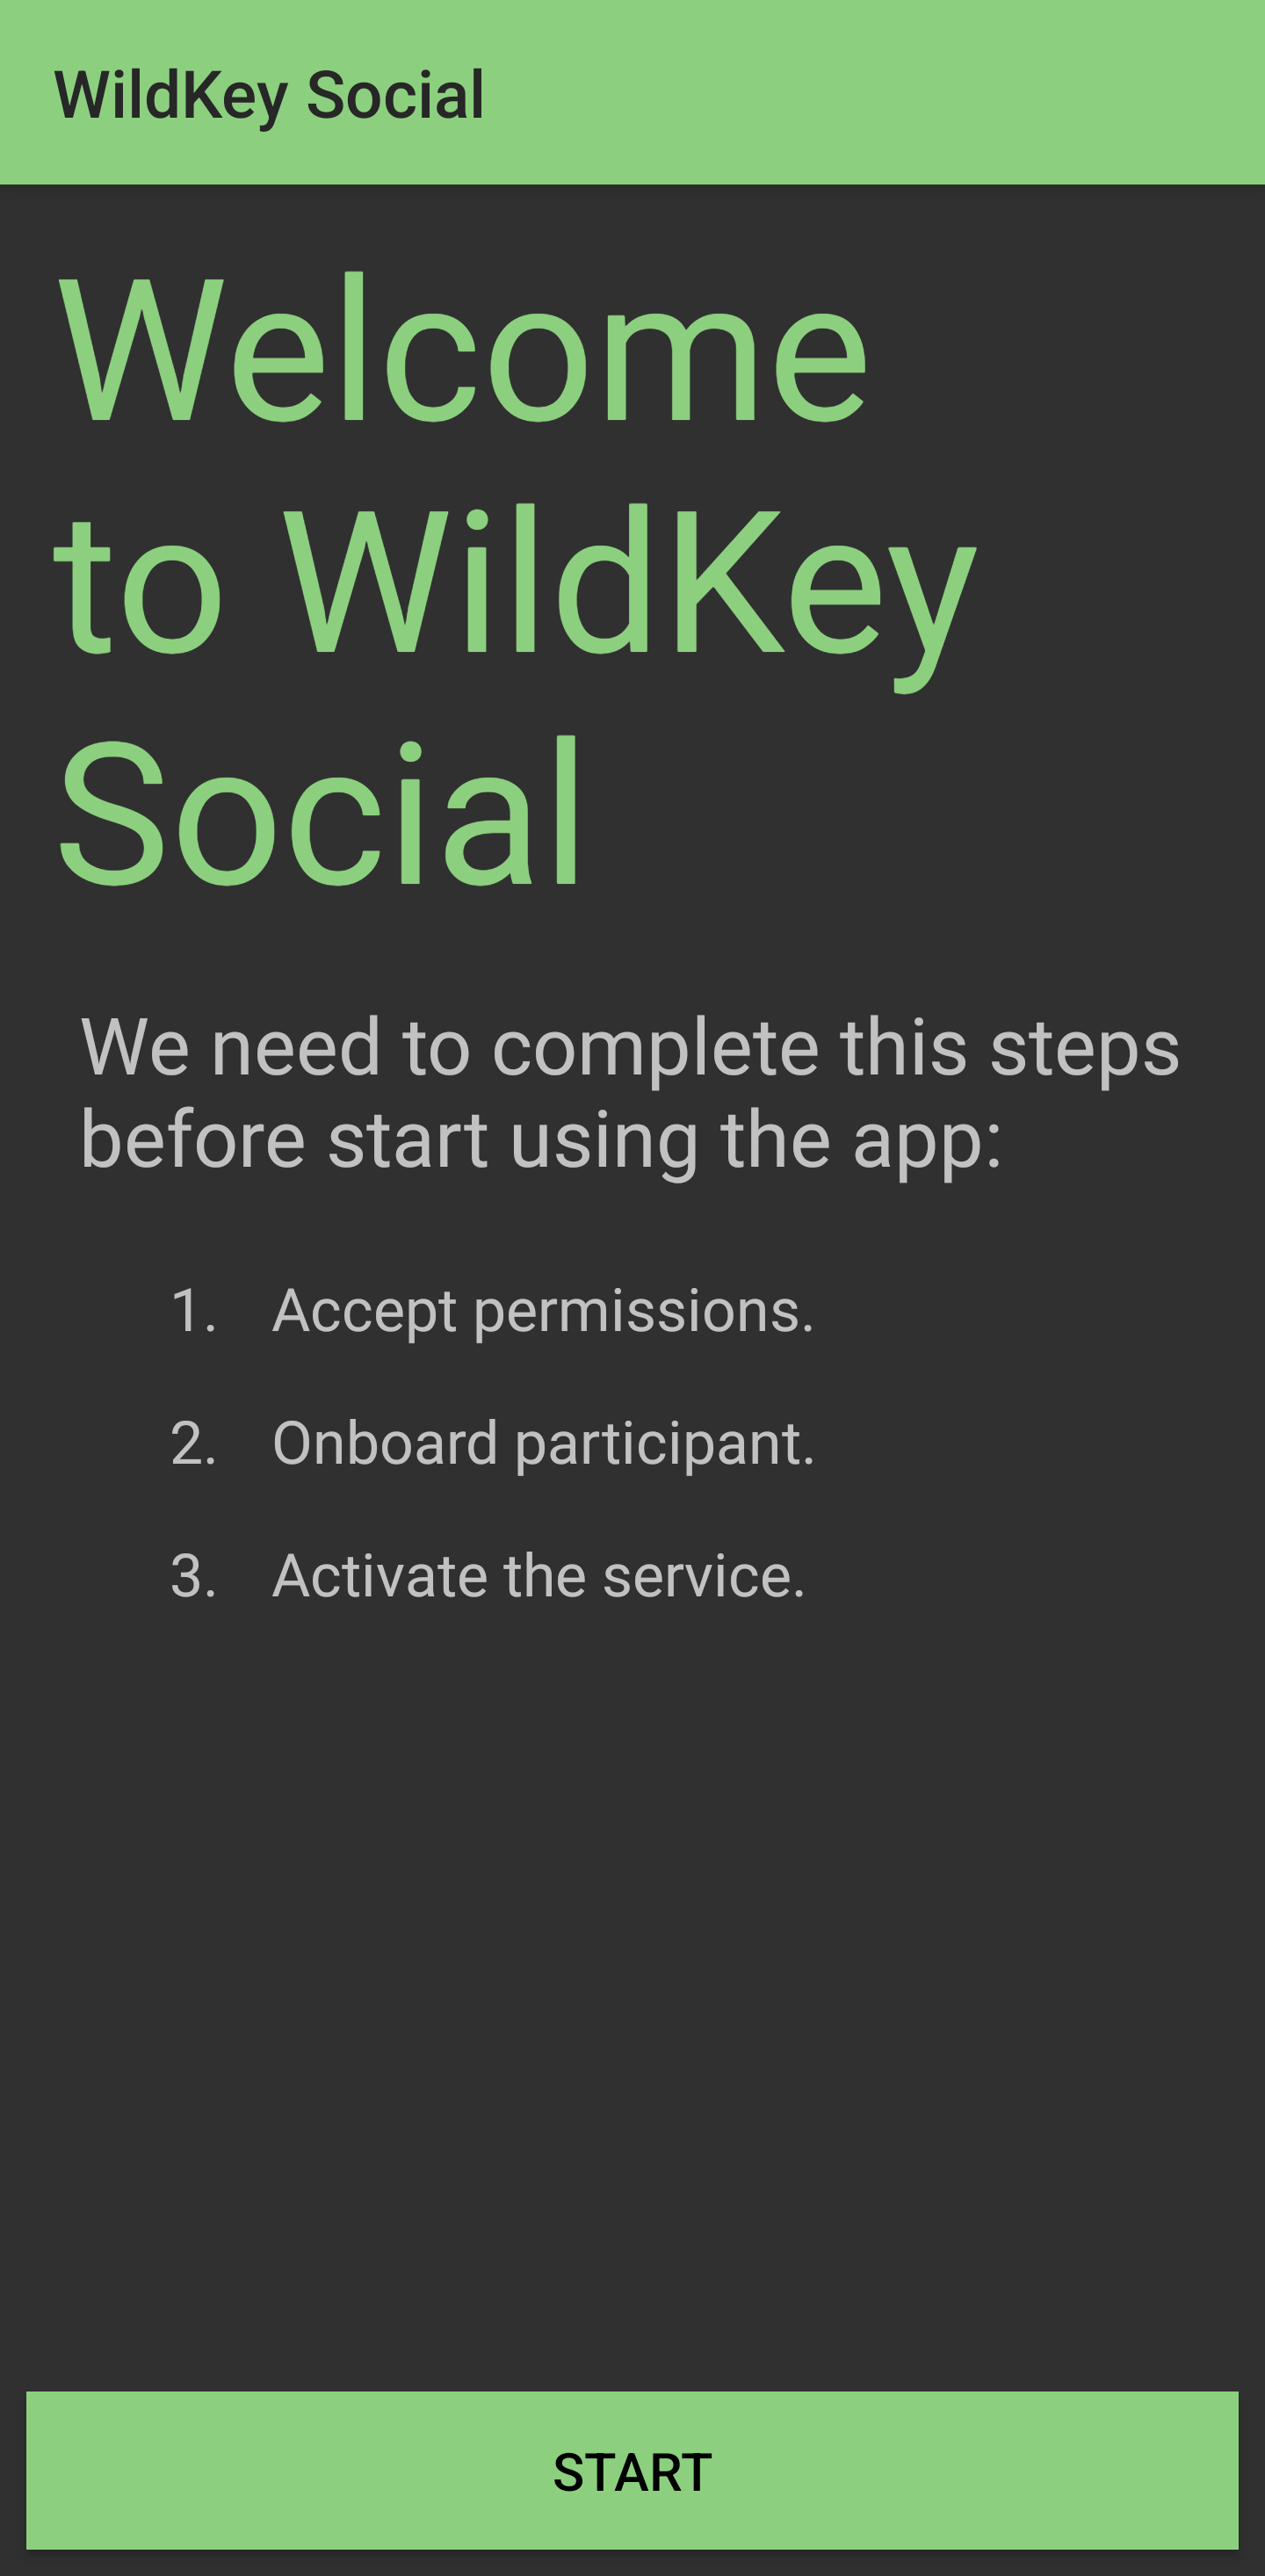 WildKey Social
Welcome
to WildKey
Social
We need to complete this steps
before start using the app:
1. Accept permissions.
2. Onboard participant.
3. Activate the service.
START